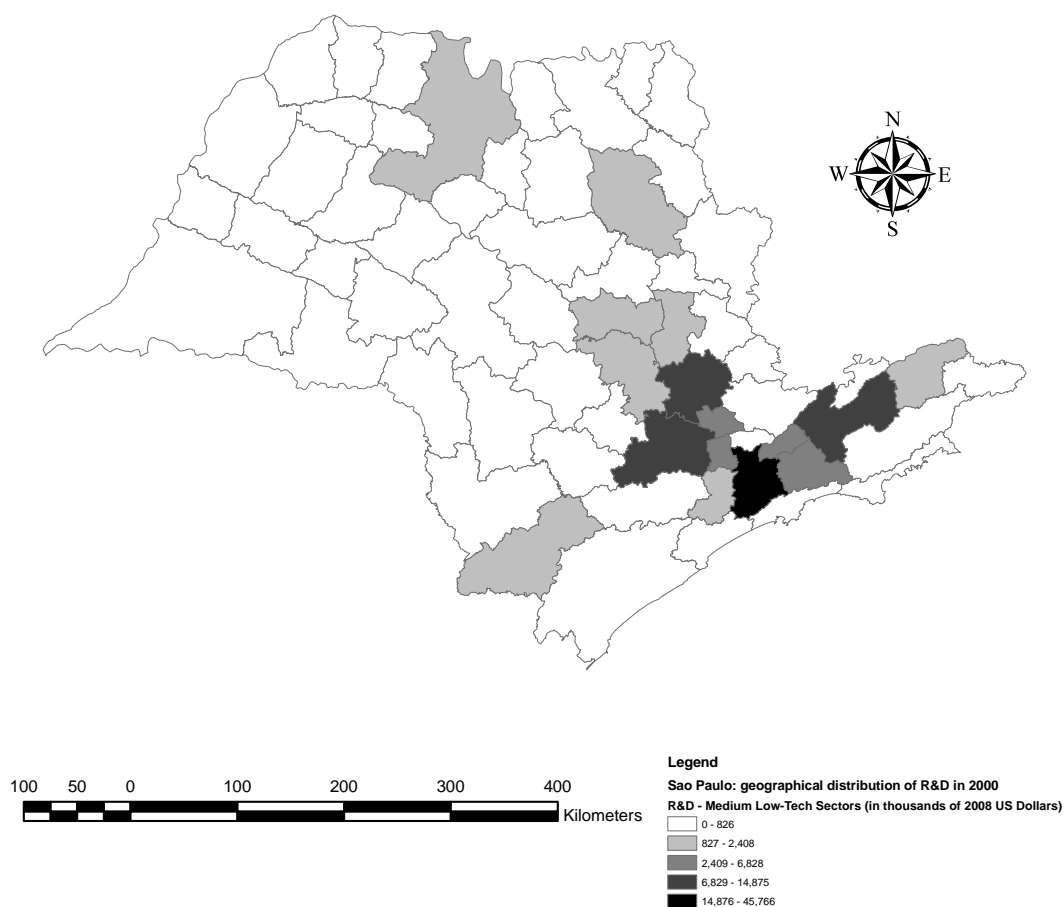 N
W E
S
100 50 0 100 200 300 400
Kilometers
Legend
Sao Paulo: geographical distribution of R&D in 2000
R&D - Medium Low-Tech Sectors (in thousands of 2008 US Dollars)
0 - 826
827 - 2,408
2,409 - 6,828
6,829 - 14,875
14,876 - 45,766